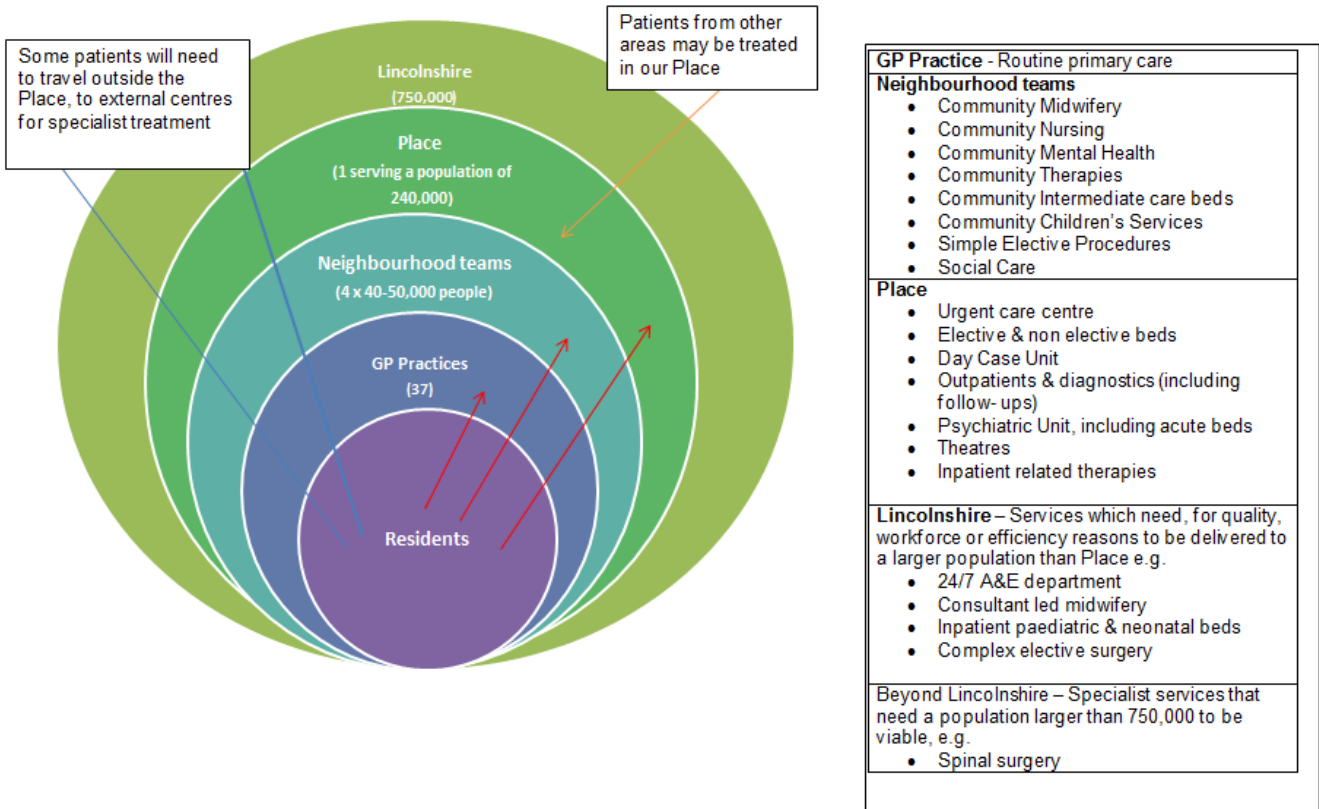 Some patients will need
to travel outside the
Place, to external centres
for specialist treatment
Patients from other
areas may be treated
in our Place
Lincolnshire
(750,000)
Place
(1 serving a population of
240,000)
Neighbourhood teams
(4 x 40-50,000 people)
GP Practices
(37)
Residents
GP Practice - Routine primary care
Neighbourhood teams
• Community Midwifery
• Community Nursing
• Community Mental Health
• Community Therapies
• Community Intermediate care beds
• Community Children's Services
• Simple Elective Procedures
• Social Care
Place
• Urgent care centre
• Elective & non elective beds
• Day Case Unit
• Outpatients & diagnostics (including
follow- ups)
• Psychiatric Unit, including acute beds
• Theatres
• Inpatient related therapies
Lincolnshire – Services which need, for quality,
workforce or efficiency reasons to be delivered to
a larger population than Place e.g.
• 24/7 A&E department
• Consultant led midwifery
• Inpatient paediatric & neonatal beds
• Complex elective surgery
Beyond Lincolnshire – Specialist services that
need a population larger than 750,000 to be
viable, e.g.
• Spinal surgery